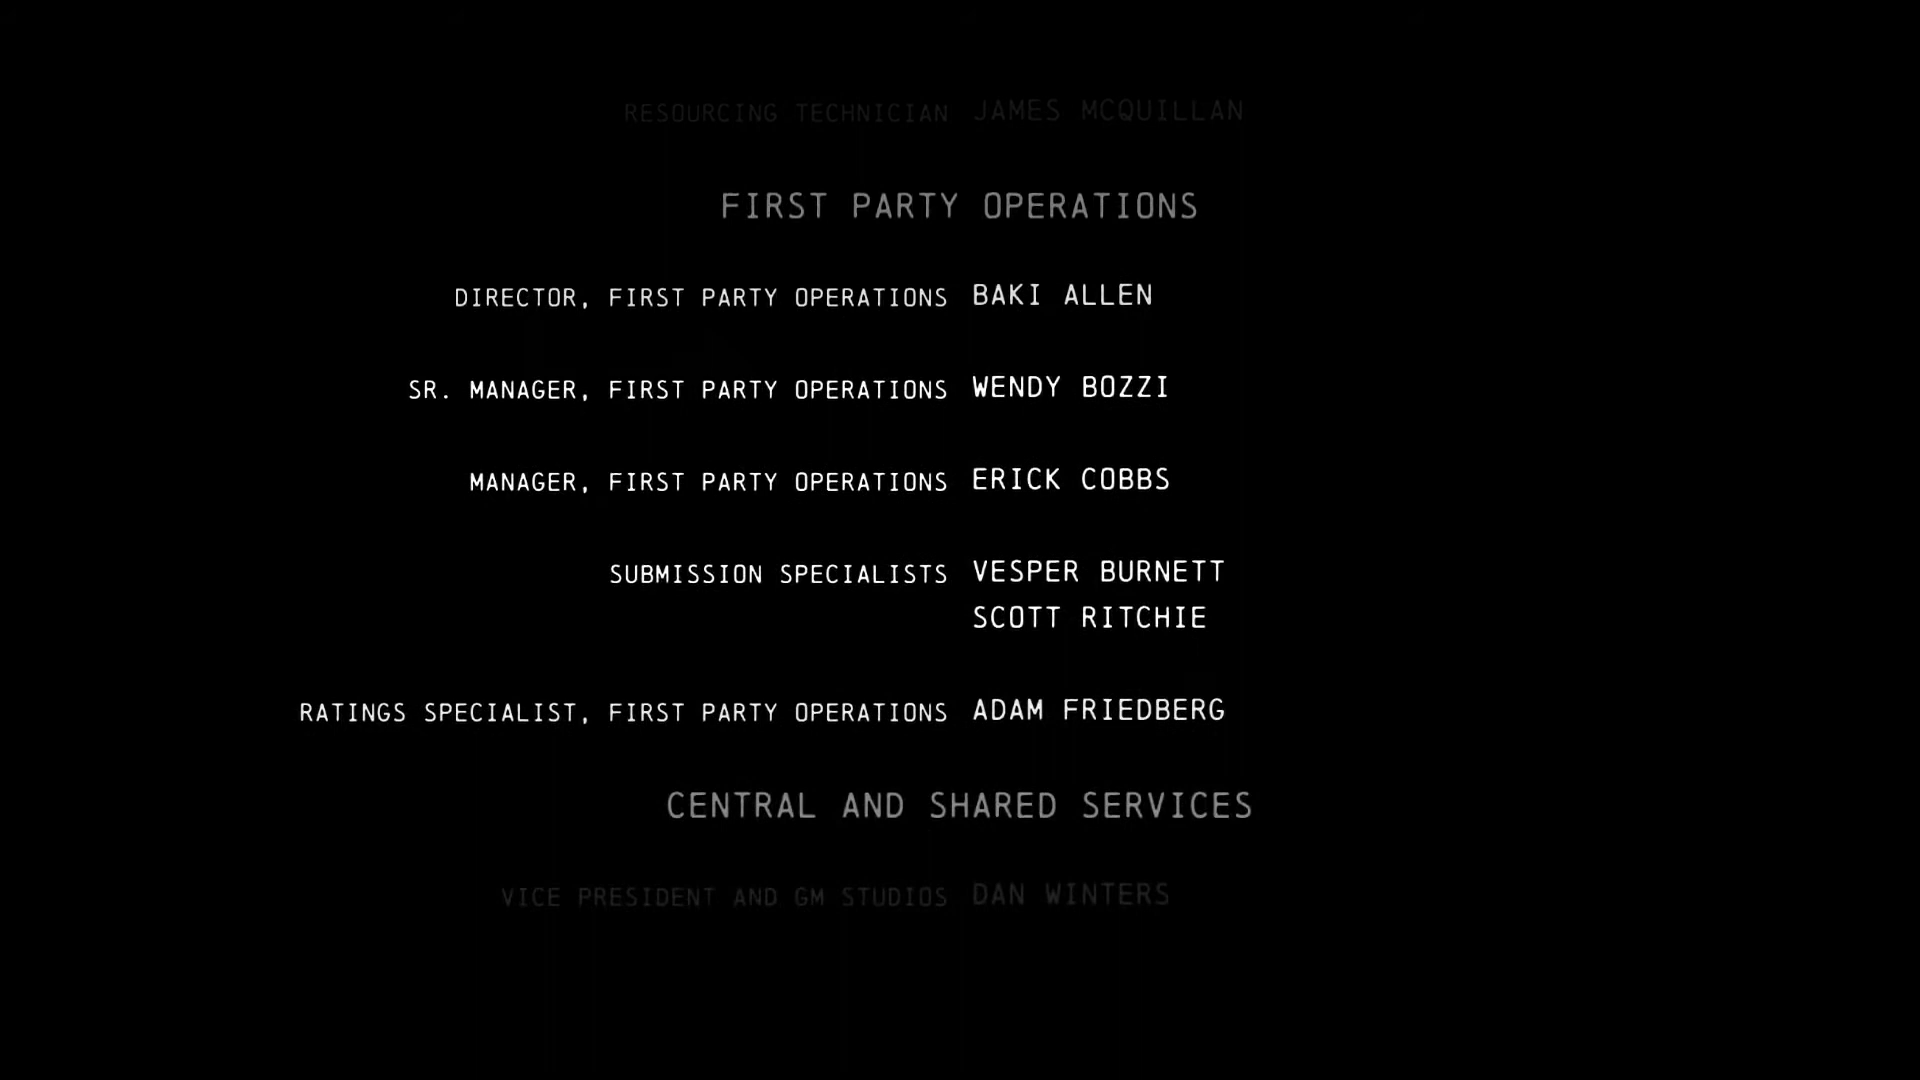 RESOURCING TECHNICIAN JAMES MCQUILLAN
FIRST PARTY OPERATIONS
DIRECTOR, FIRST PARTY OPERATIONS BAKI ALLEN
SR. MANAGER, FIRST PARTY OPERATIONS WENDY BOZZI
MANAGER, FIRST PARTY OPERATIONS ERICK COBBS
SUBMISSION SPECIALISTS VESPER BURNETT
SCOTT RITCHIE
RATINGS SPECIALIST, FIRST PARTY OPERATIONS ADAM FRIEDBERG
CENTRAL AND SHARED SERVICES
VICE PRESIDENT AND GM STUDIOS DAN WINTERS